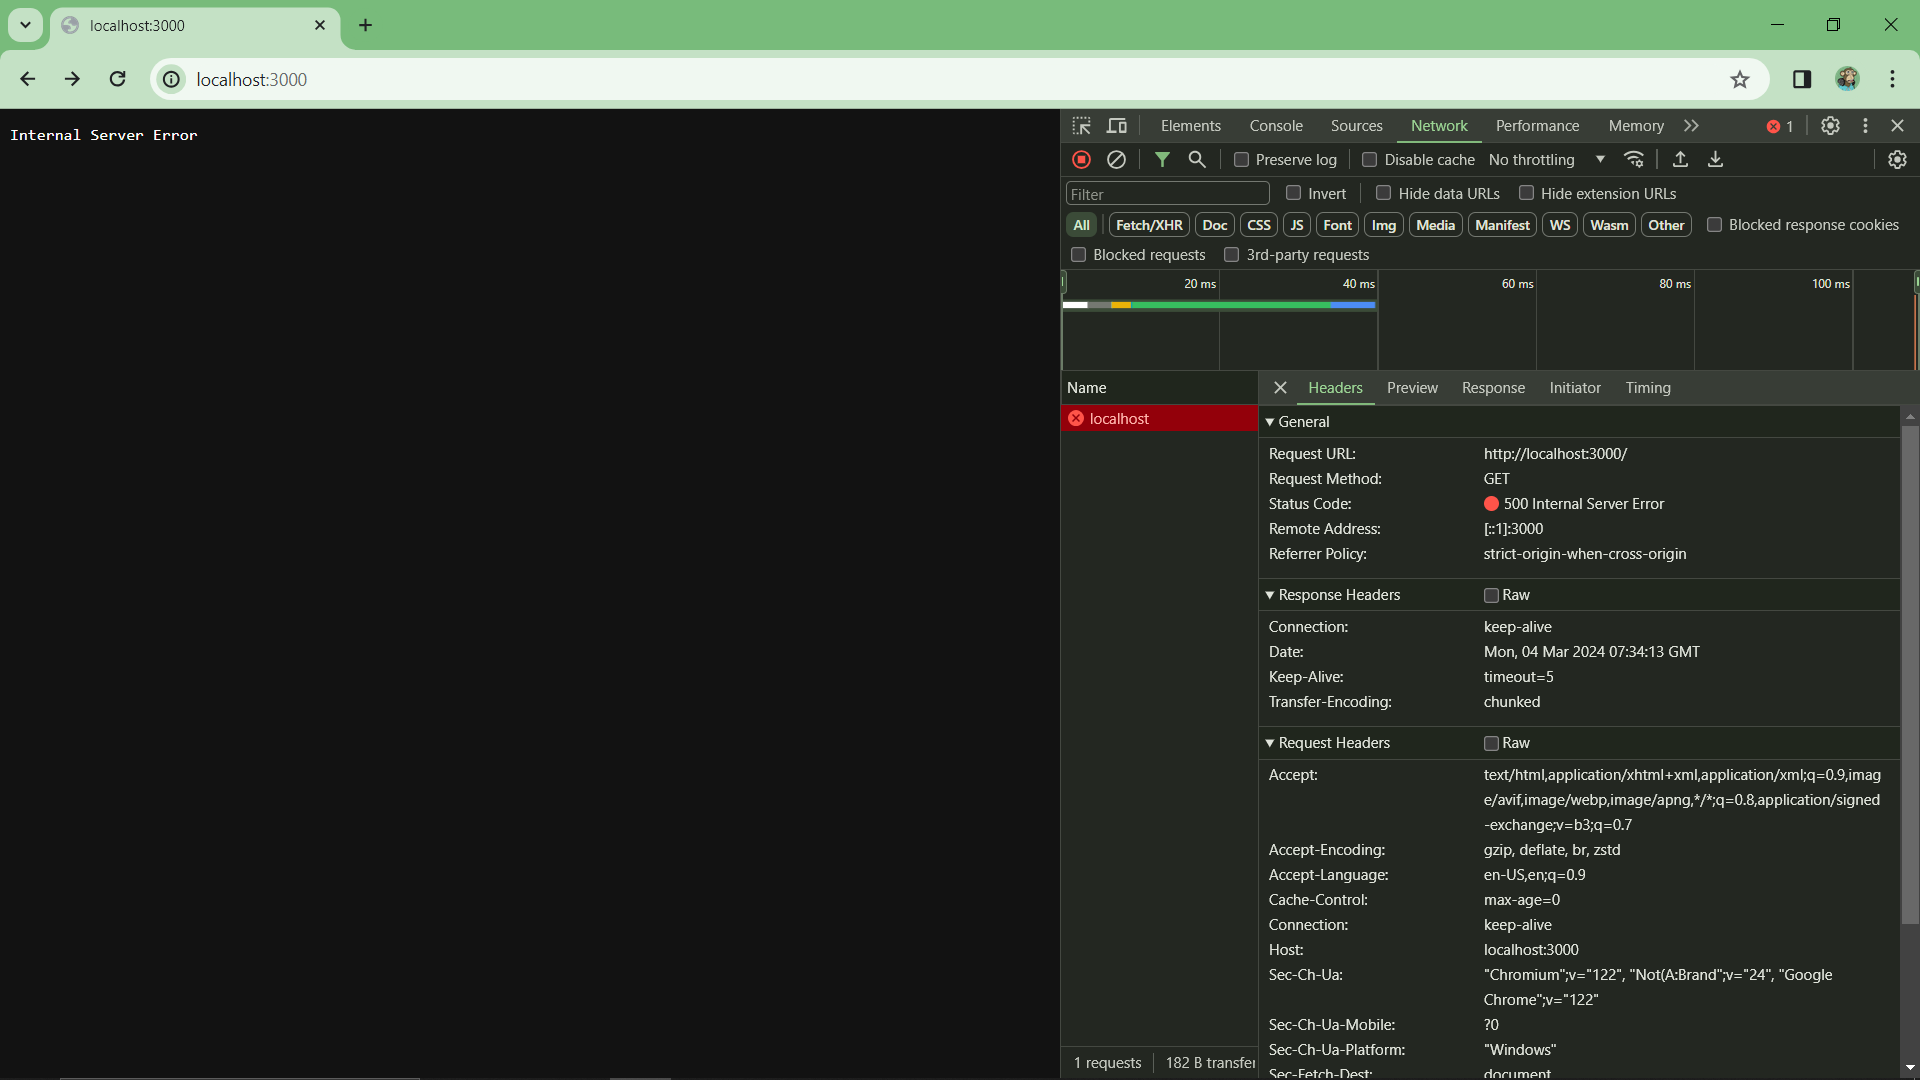 localhost:3000
localhost:3000
Internal Server Error
Elements Console Sources Network Performance Memory 1
Preserve log Disable cache No throttling
Filter Invert Hide data URLs Hide extension URLs
All Fetch/XHR Doc CSS JS Font Img Media Manifest WS Wasm Other Blocked response cookies
Blocked requests 3rd-party requests
20 ms 40 ms 60 ms 80 ms 100 ms
Name Headers Preview Response Initiator Timing
localhost
General
Request URL: http://localhost:3000/
Request Method: GET
Status Code: 500 Internal Server Error
Remote Address: [::1]:3000
Referrer Policy: strict-origin-when-cross-origin
Response Headers Raw
Connection: keep-alive
Date: Mon, 04 Mar 2024 07:34:13 GMT
Keep-Alive: timeout=5
Transfer-Encoding: chunked
Request Headers Raw
Accept: text/html,application/xhtml+xml,application/xml;q=0.9,imag
e/avif,image/webp,image/apng,*/*;q=0.8,application/signed
-exchange;v=b3;q=0.7
Accept-Encoding: gzip, deflate, br, zstd
Accept-Language: en-US,en;q=0.9
Cache-Control: max-age=0
Connection: keep-alive
Host: localhost:3000
Sec-Ch-Ua: "Chromium";v="122", "Not(A:Brand";v="24", "Google
Chrome";v="122"
Sec-Ch-Ua-Mobile: ?0
Sec-Ch-Ua-Platform: "Windows"
Sec-Fetch-Dest: document
1 requests 182 B transfer